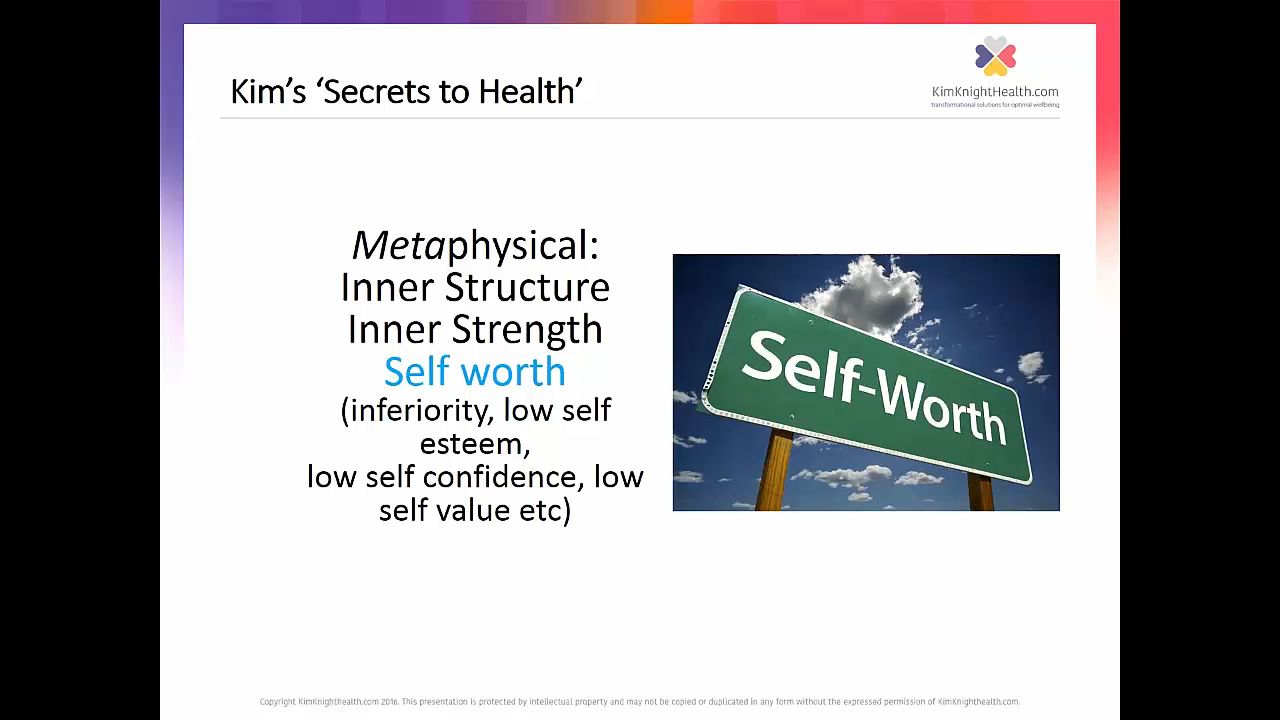 Kim's ‘Secrets to Health’
KimKnightHealth.com
transformational solutions for optimal wellbeing
Metaphysical:
Inner Structure
Inner Strength
Self worth
(inferiority, low self
esteem,
low self confidence, low
self value etc)
Self-Worth
Copyright KimKnighthealth.com 2016. This presentation is protected by intellectual property and may not be copied or duplicated in any form without the expressed permission of KimKnighthealth.com.